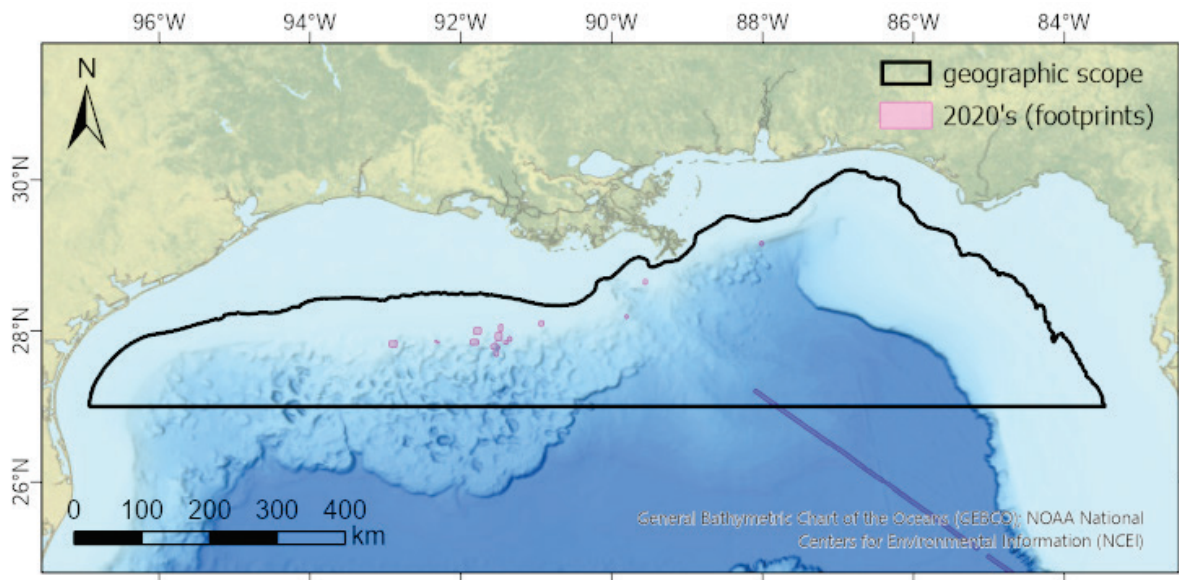 96°W 94°W 92°W 90°W 88°W 86°W 84°W
N
geographic scope
2020's (footprints)
30°N
28°N
26°N
0 100 200 300 400
km
General Bathymetric Chart of the Oceans (GEBCO); NOAA National
Centers for Environmental Information (NCEI)